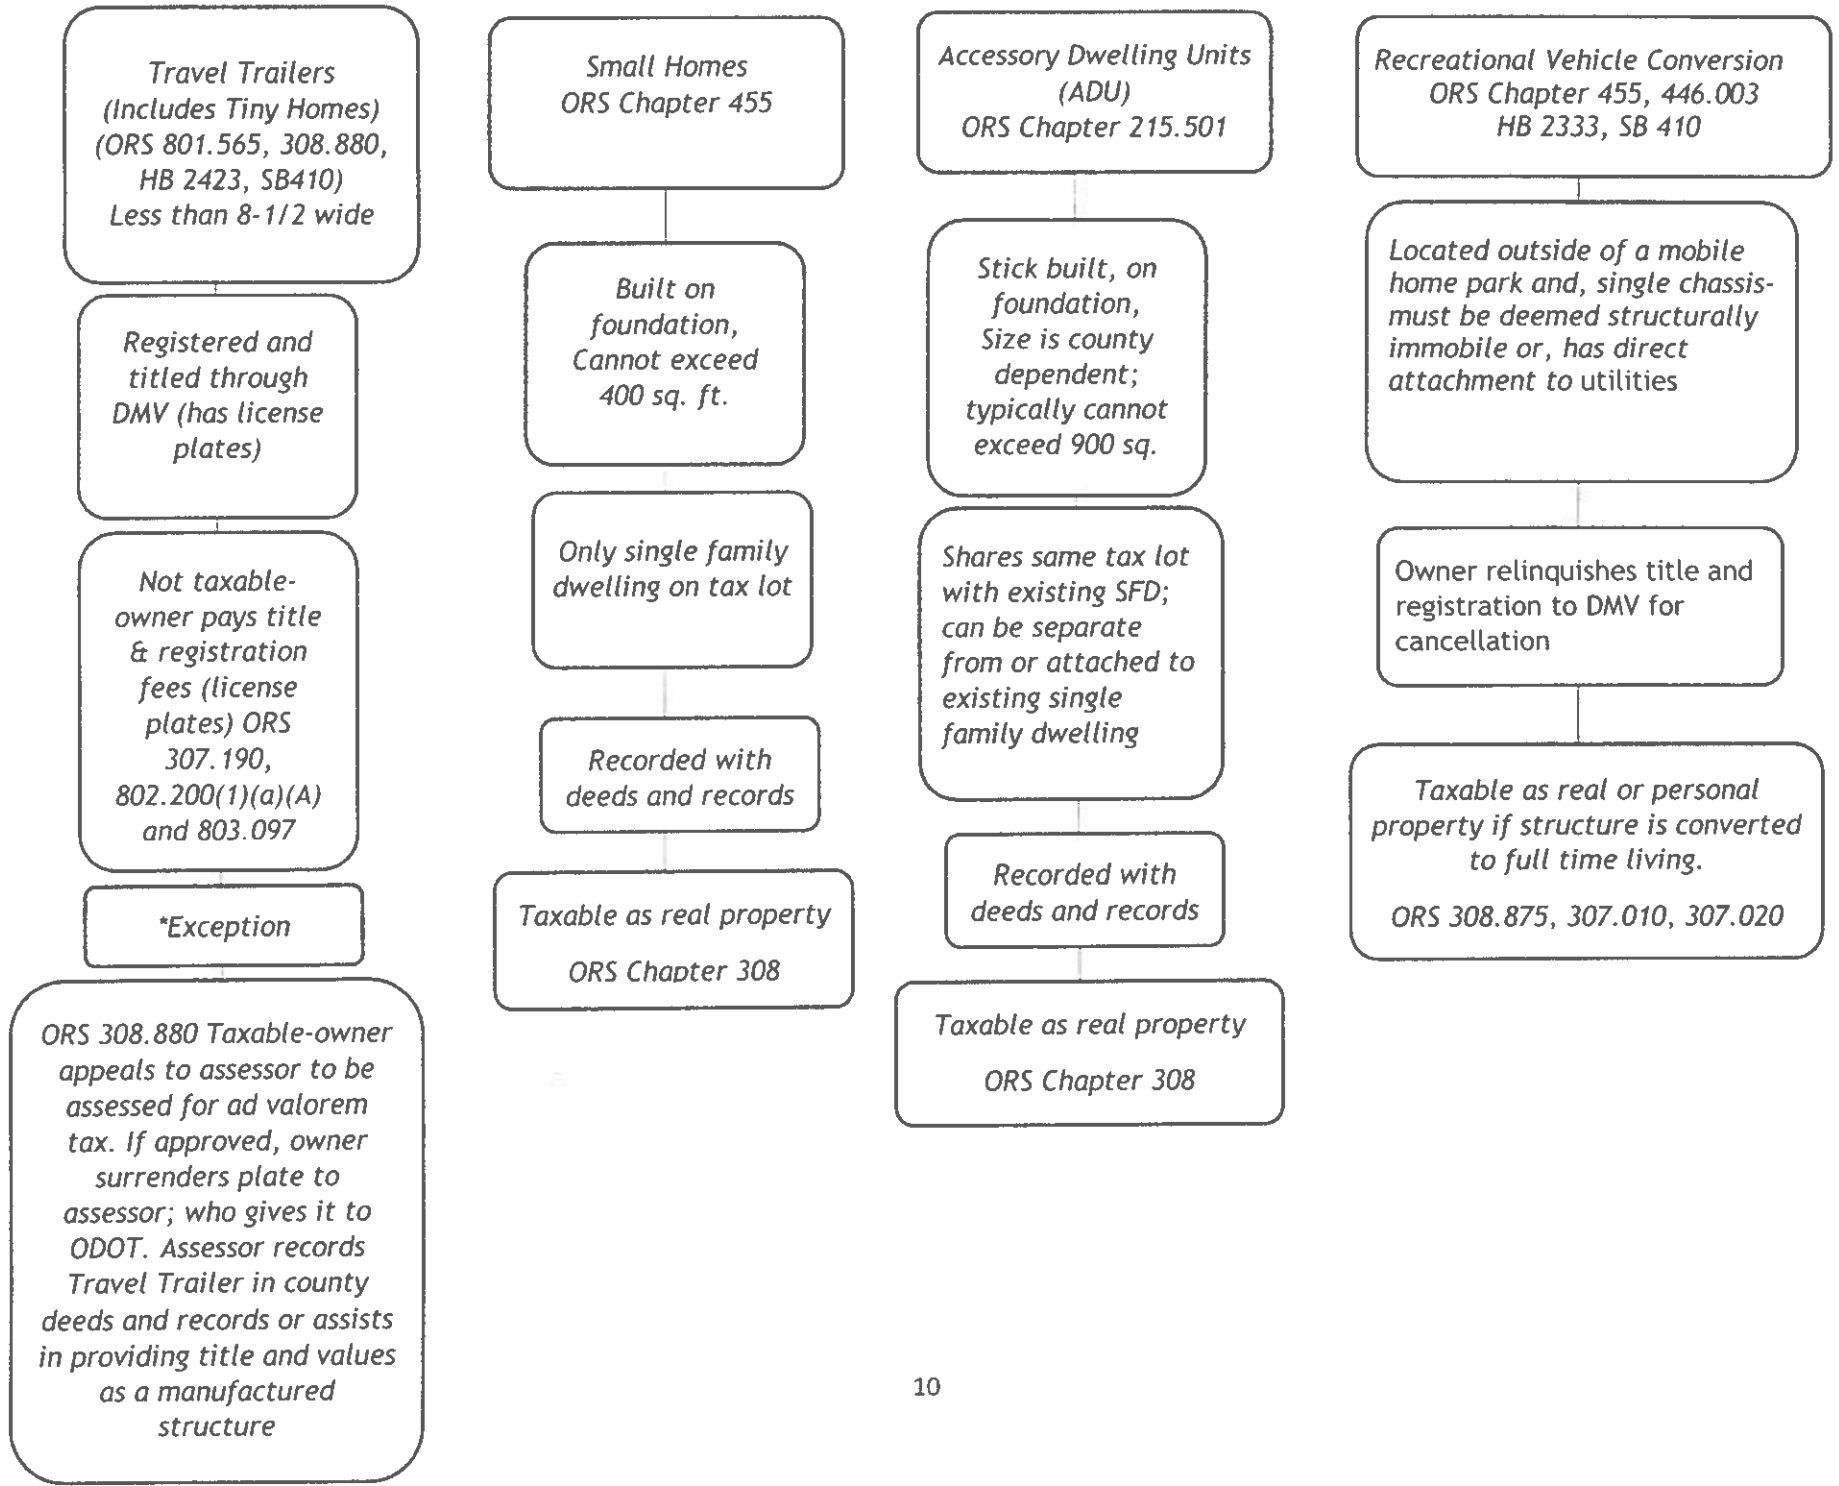 Travel Trailers
(Includes Tiny Homes)
(ORS 801.565, 308.880,
HB 2423, SB410)
Less than 8-1/2 wide
Registered and
titled through
DMV (has license
plates)
Not taxable-
owner pays title
& registration
fees (license
plates) ORS
307.190,
802.200(1)(a)(A)
and 803.097
*Exception
ORS 308.880 Taxable-owner
appeals to assessor to be
assessed for ad valorem
tax. If approved, owner
surrenders plate to
assessor; who gives it to
ODOT. Assessor records
Travel Trailer in county
deeds and records or assists
in providing title and values
as a manufactured
structure
Small Homes
ORS Chapter 455
Built on
foundation,
Cannot exceed
400 sq. ft.
Only single family
dwelling on tax lot
Recorded with
deeds and records
Taxable as real property
ORS Chapter 308
Accessory Dwelling Units
(ADU)
ORS Chapter 215.501
Stick built, on
foundation,
Size is county
dependent;
typically cannot
exceed 900 sq.
Shares same tax lot
with existing SFD;
can be separate
from or attached to
existing single
family dwelling
Recorded with
deeds and records
Taxable as real property
ORS Chapter 308
Recreational Vehicle Conversion
ORS Chapter 455, 446.003
HB 2333, SB 410
Located outside of a mobile
home park and, single chassis-
must be deemed structurally
immobile or, has direct
attachment to utilities
Owner relinquishes title and
registration to DMV for
cancellation
Taxable as real or personal
property if structure is converted
to full time living.
ORS 308.875, 307.010, 307.020
10